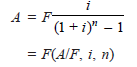 A = F i / ((1 + i)ⁿ − 1)
= F(A/F, i, n)